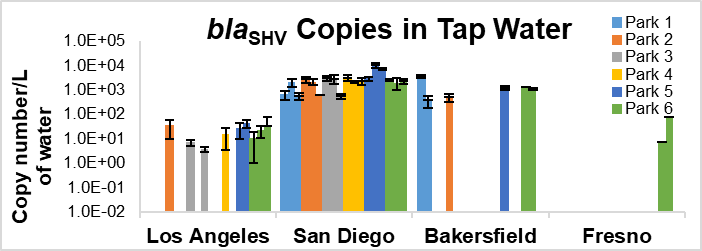 blaSHV Copies in Tap Water
Copy number/L
of water
1.0E+05
1.0E+04
1.0E+03
1.0E+02
1.0E+01
1.0E+00
1.0E-01
1.0E-02
Park 1
Park 2
Park 3
Park 4
Park 5
Park 6
Los Angeles
San Diego
Bakersfield
Fresno